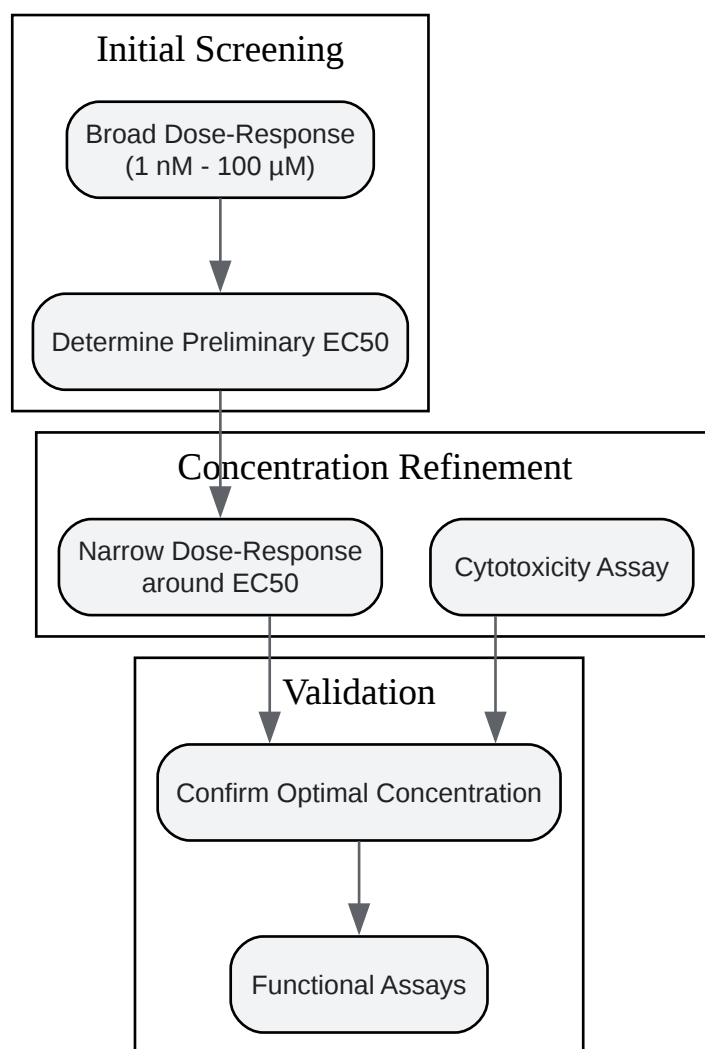 Initial Screening
Broad Dose-Response
(1 nM - 100 µM)
Determine Preliminary EC50
Concentration Refinement
Narrow Dose-Response
around EC50
Cytotoxicity Assay
Validation
Confirm Optimal Concentration
Functional Assays